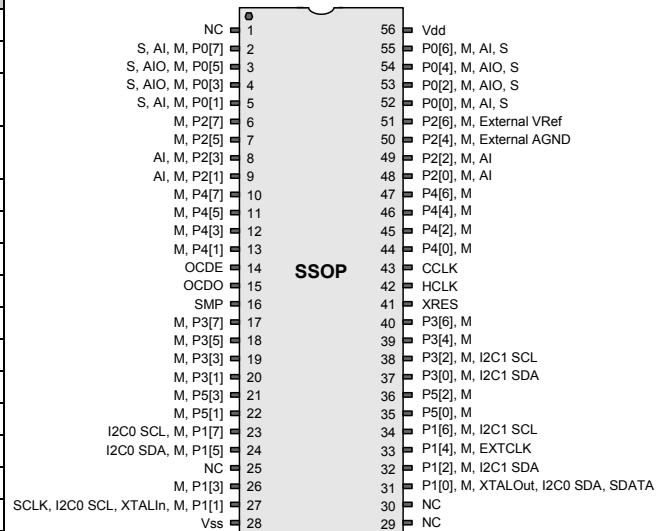 NC 1 56 Vdd
S, AI, M, P0[7] 2 55 P0[6], M, AI, S
S, AIO, M, P0[5] 3 54 P0[4], M, AIO, S
S, AIO, M, P0[3] 4 53 P0[2], M, AIO, S
S, AI, M, P0[1] 5 52 P0[0], M, AI, S
M, P2[7] 6 51 P2[6], M, External VRef
M, P2[5] 7 50 P2[4], M, External AGND
AI, M, P2[3] 8 49 P2[2], M, AI
AI, M, P2[1] 9 48 P2[0], M, AI
M, P4[7] 10 47 P4[6], M
M, P4[5] 11 46 P4[4], M
M, P4[3] 12 45 P4[2], M
M, P4[1] 13 44 P4[0], M
OCDE 14 SSOP 43 CCLK
OCDO 15 42 HCLK
SMP 16 41 XRES
M, P3[7] 17 40 P3[6], M
M, P3[5] 18 39 P3[4], M
M, P3[3] 19 38 P3[2], M, I2C1 SCL
M, P3[1] 20 37 P3[0], M, I2C1 SDA
M, P5[3] 21 36 P5[2], M
M, P5[1] 22 35 P5[0], M
I2C0 SCL, M, P1[7] 23 34 P1[6], M, I2C1 SCL
I2C0 SDA, M, P1[5] 24 33 P1[4], M, EXTCLK
NC 25 32 P1[2], M, I2C1 SDA
M, P1[3] 26 31 P1[0], M, XTALOut, I2C0 SDA, SDATA
SCLK, I2C0 SCL, XTALIn, M, P1[1] 27 30 NC
Vss 28 29 NC